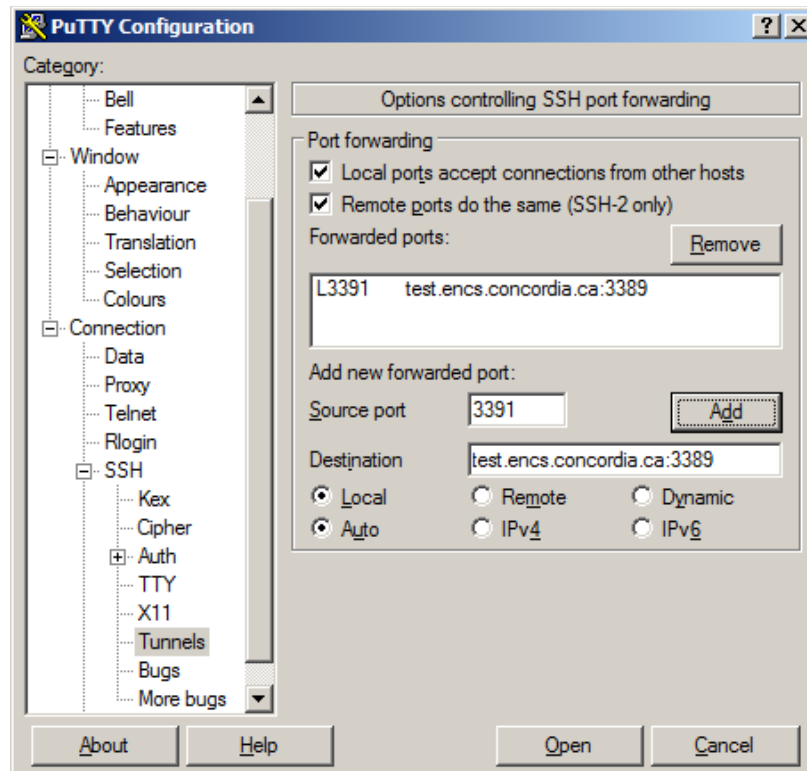 PuTTY Configuration
Category:
Bell
Features
Window
Appearance
Behaviour
Translation
Selection
Colours
Connection
Data
Proxy
Telnet
Rlogin
SSH
Kex
Cipher
Auth
TTY
X11
Tunnels
Bugs
More bugs
Options controlling SSH port forwarding
Port forwarding
Local ports accept connections from other hosts
Remote ports do the same (SSH-2 only)
Forwarded ports:
Remove
L3391 test.encs.concordia.ca:3389
Add new forwarded port:
Source port 3391 Add
Destination test.encs.concordia.ca:3389
Local Remote Dynamic
Auto IPv4 IPv6
About Help Open Cancel